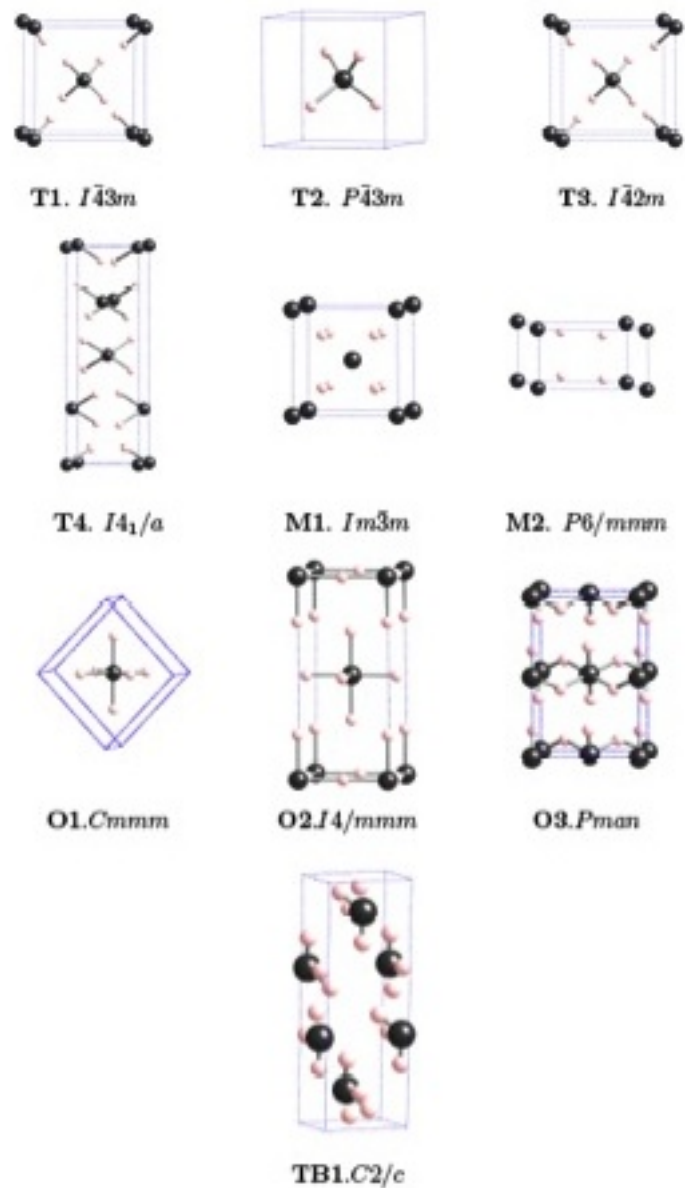 T1. I4̄3m T2. P4̄3m T3. I4̄2m
T4. I4₁/a M1. Im3̄m M2. P6/mmm
O1.Cmmm O2.I4/mmm O3.Pman
TB1.C2/c